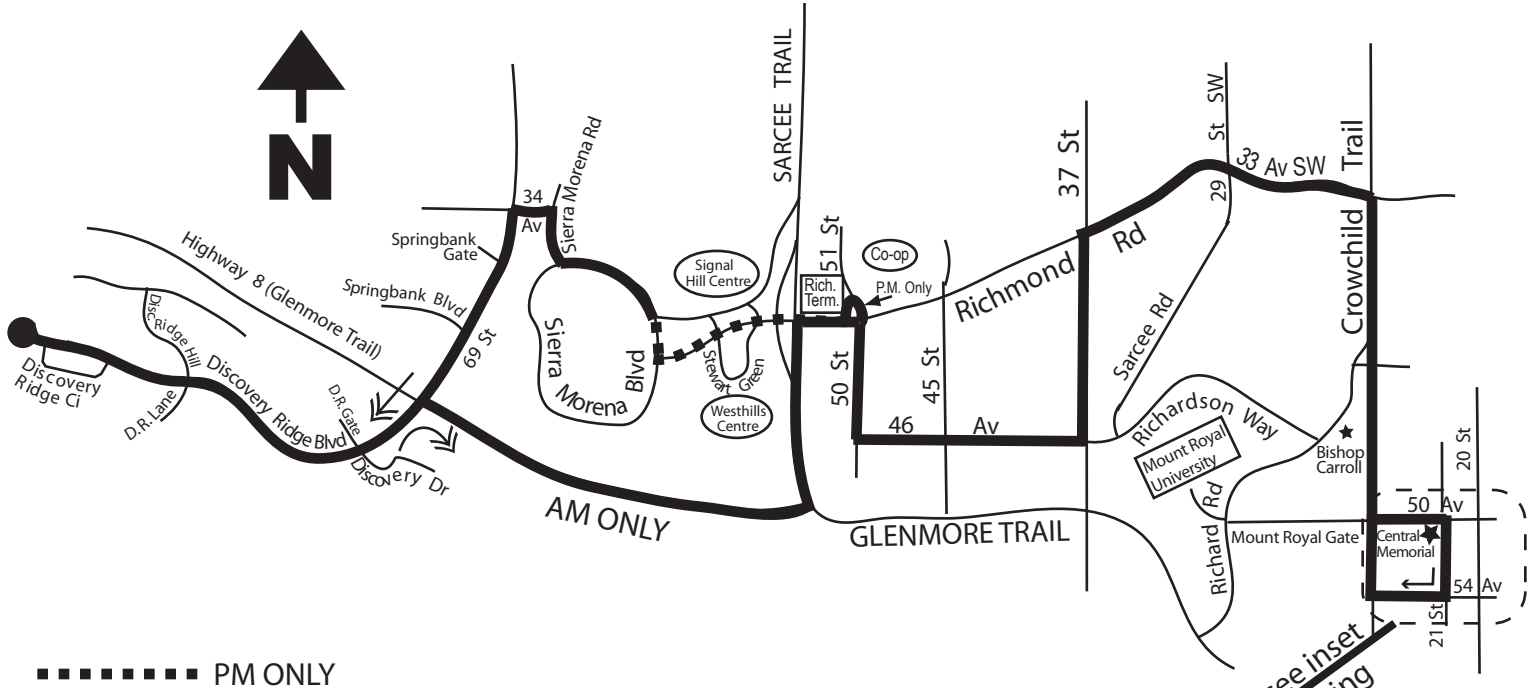 N
Highway 8 (Glenmore Trail)
Disc Ridge Hill
Discovery
Ridge Ci
D.R. Lane
Discovery Ridge Blvd
D.R. Gate
Discovery Dr
Springbank
Gate
Springbank Blvd
69 St
34
Av
Sierra Morena Rd
Sierra
Morena
Blvd
AM ONLY
Signal
Hill Centre
Stewart Green
Westhills
Centre
SARCEE TRAIL
Rich.
Term.
51 St
Co-op
P.M. Only
50 St
45 St
46 Av
GLENMORE TRAIL
Richmond Rd
37 St
29 St SW
33 Av SW
Sarcee Rd
Crowchild Trail
Richardson Way
Mount Royal
University
Richard Rd
Bishop
Carroll
Mount Royal Gate
50 Av
Central
Memorial
54 Av
20 St
21 St
inset
PM ONLY